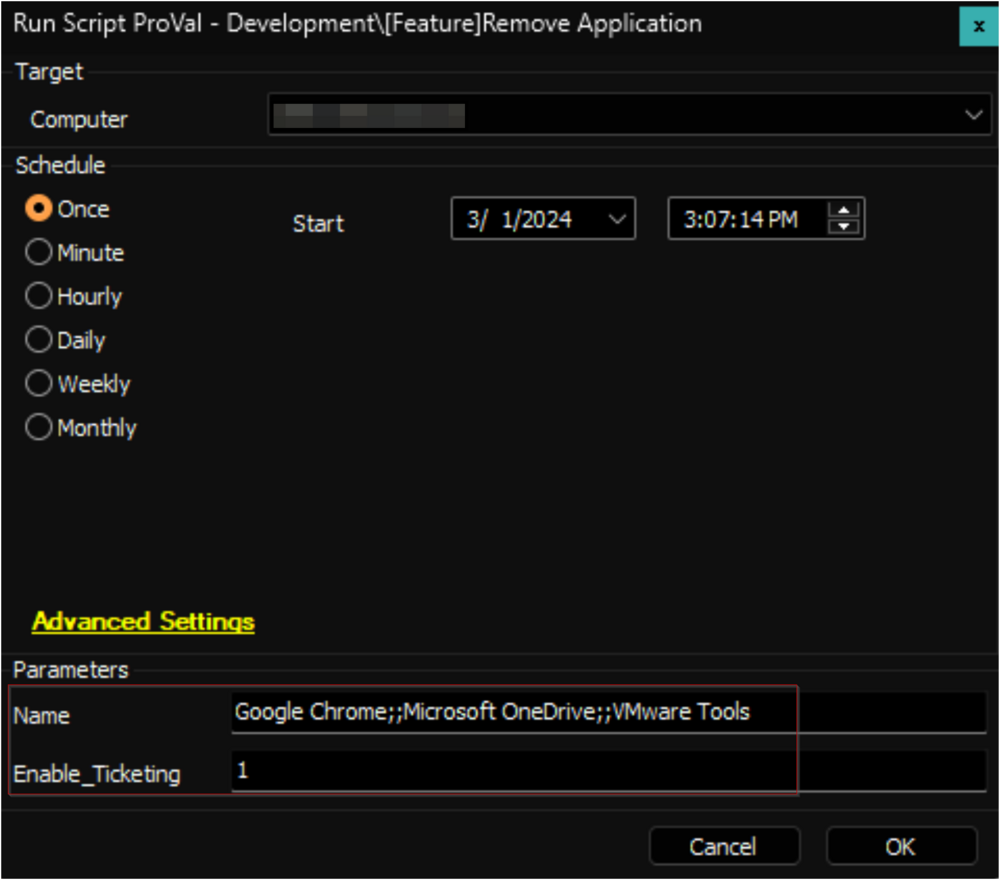 Run Script ProVal - Development\[Feature]Remove Application
x
Target
Computer
Schedule
Once
Start
3/ 1/2024
3:07:14 PM
Minute
Hourly
Daily
Weekly
Monthly
Advanced Settings
Parameters
Name
Google Chrome;;Microsoft OneDrive;;VMware Tools
Enable_Ticketing
1
Cancel
OK